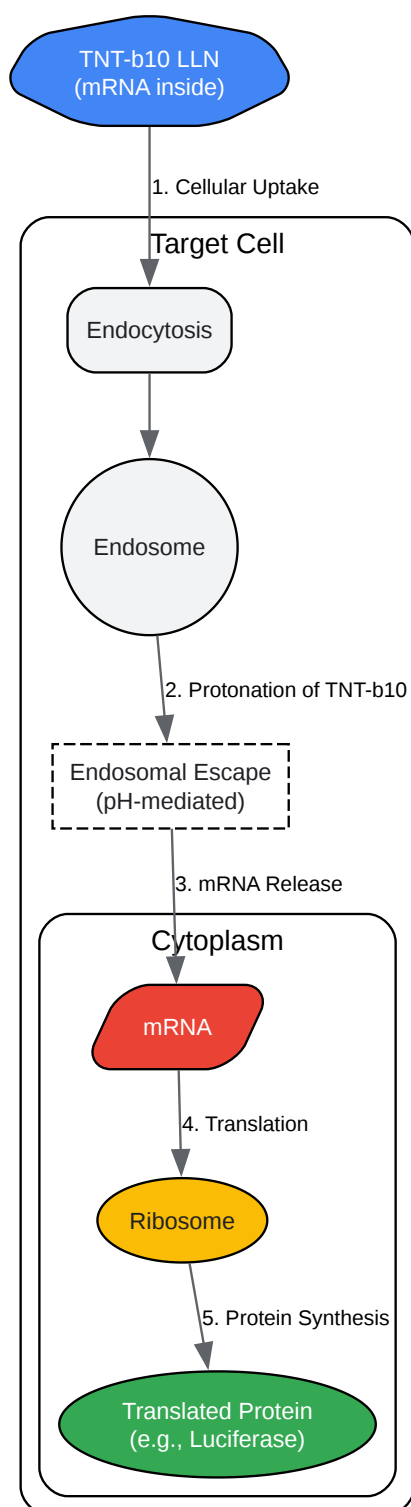 TNT-b10 LLN
(mRNA inside)
1. Cellular Uptake
Target Cell
Endocytosis
Endosome
2. Protonation of TNT-b10
Endosomal Escape
(pH-mediated)
3. mRNA Release
Cytoplasm
mRNA
4. Translation
Ribosome
5. Protein Synthesis
Translated Protein
(e.g., Luciferase)